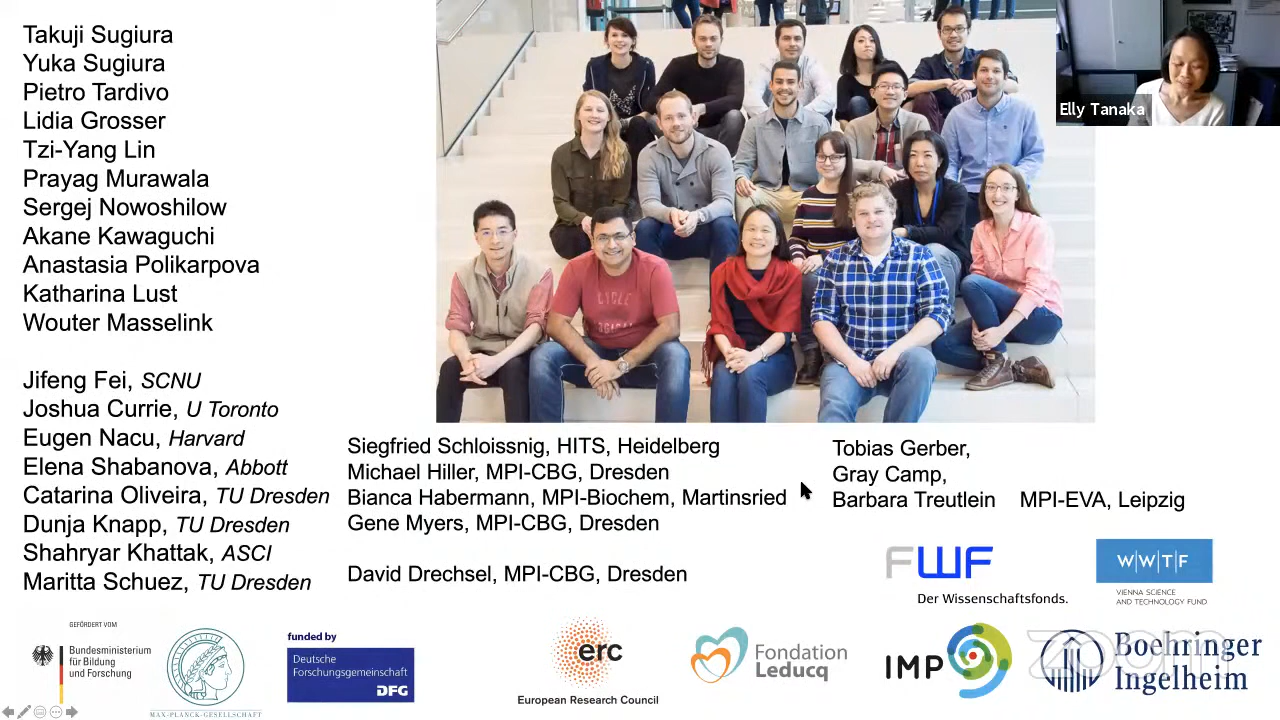 Takuji Sugiura
Yuka Sugiura
Pietro Tardivo
Lidia Grosser
Tzi-Yang Lin
Prayag Murawala
Sergej Nowoshilow
Akane Kawaguchi
Anastasia Polikarpova
Katharina Lust
Wouter Masselink
Jifeng Fei, SCNU
Joshua Currie, U Toronto
Eugen Nacu, Harvard
Elena Shabanova, Abbott
Catarina Oliveira, TU Dresden
Dunja Knapp, TU Dresden
Shahryar Khattak, ASCI
Maritta Schuez, TU Dresden
Elly Tanaka
CYCLE
Siegfried Schloissnig, HITS, Heidelberg
Michael Hiller, MPI-CBG, Dresden
Bianca Habermann, MPI-Biochem, Martinsried
Gene Myers, MPI-CBG, Dresden
David Drechsel, MPI-CBG, Dresden
Tobias Gerber,
Gray Camp,
Barbara Treutlein MPI-EVA, Leipzig
FWF
Der Wissenschaftsfonds.
WWTF
VIENNA SCIENCE
AND TECHNOLOGY FUND
GEFÖRDERT VOM
Bundesministerium
für Bildung
und Forschung
MAX-PLANCK-GESELLSCHAFT
funded by
Deutsche
Forschungsgemeinschaft
DFG
erc
European Research Council
Fondation
Leducq
IMP
zoom
Boehringer
Ingelheim